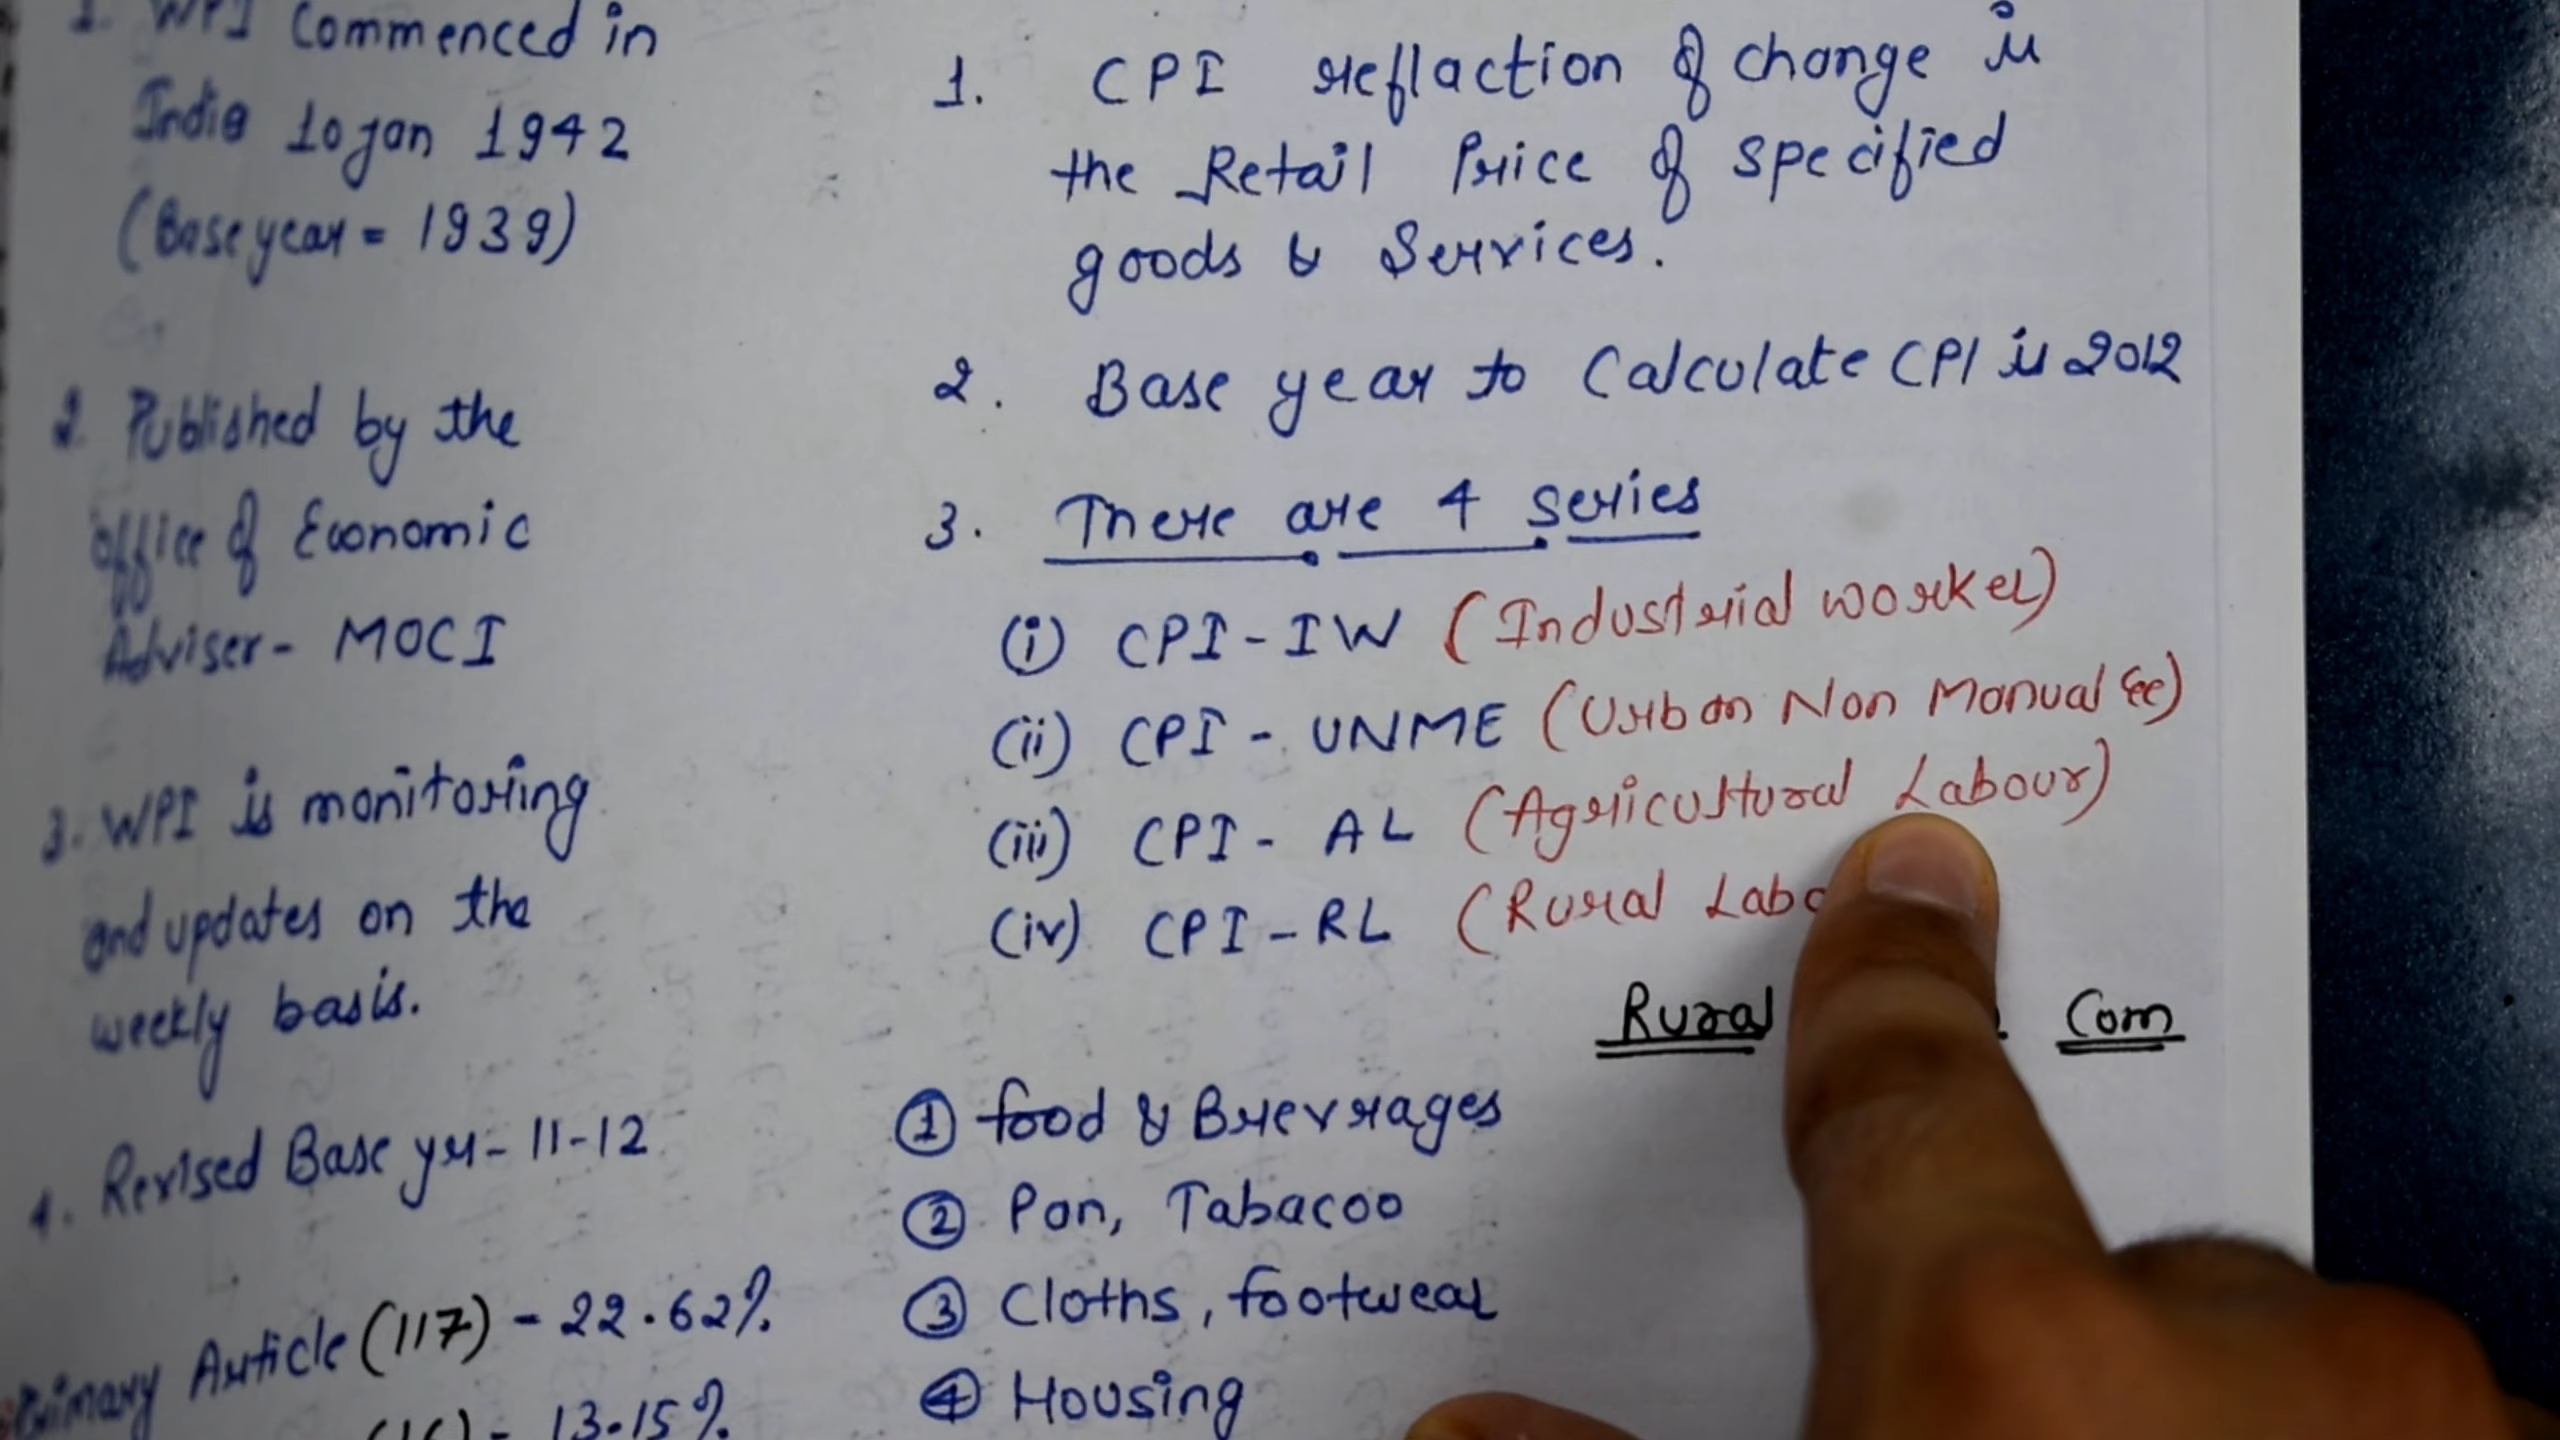 1. WPI Commenced in
India 10 jan 1942
(Base year = 1939)
2. Published by the
office of Economic
Adviser - MOCI
3. WPI is monitoring
and updates on the
weekly basis.
4. Revised Base yr - 11-12
Primary Article (117) - 22.62%
- 13.15%
1. CPI reflaction of change is
the Retail Price of specified
goods & Services.
2. Base year to Calculate CPI is 2012
3. There are 4 series
(i) CPI - IW (Industrial worker)
(ii) CPI - UNME (Urban Non Manual Ee)
(iii) CPI - AL (Agricultural Labour)
(iv) CPI - RL (Rural Labo
Rural Com
① food & Breverages
② Pan, Tabacoo
③ Cloths, footwear
④ Housing